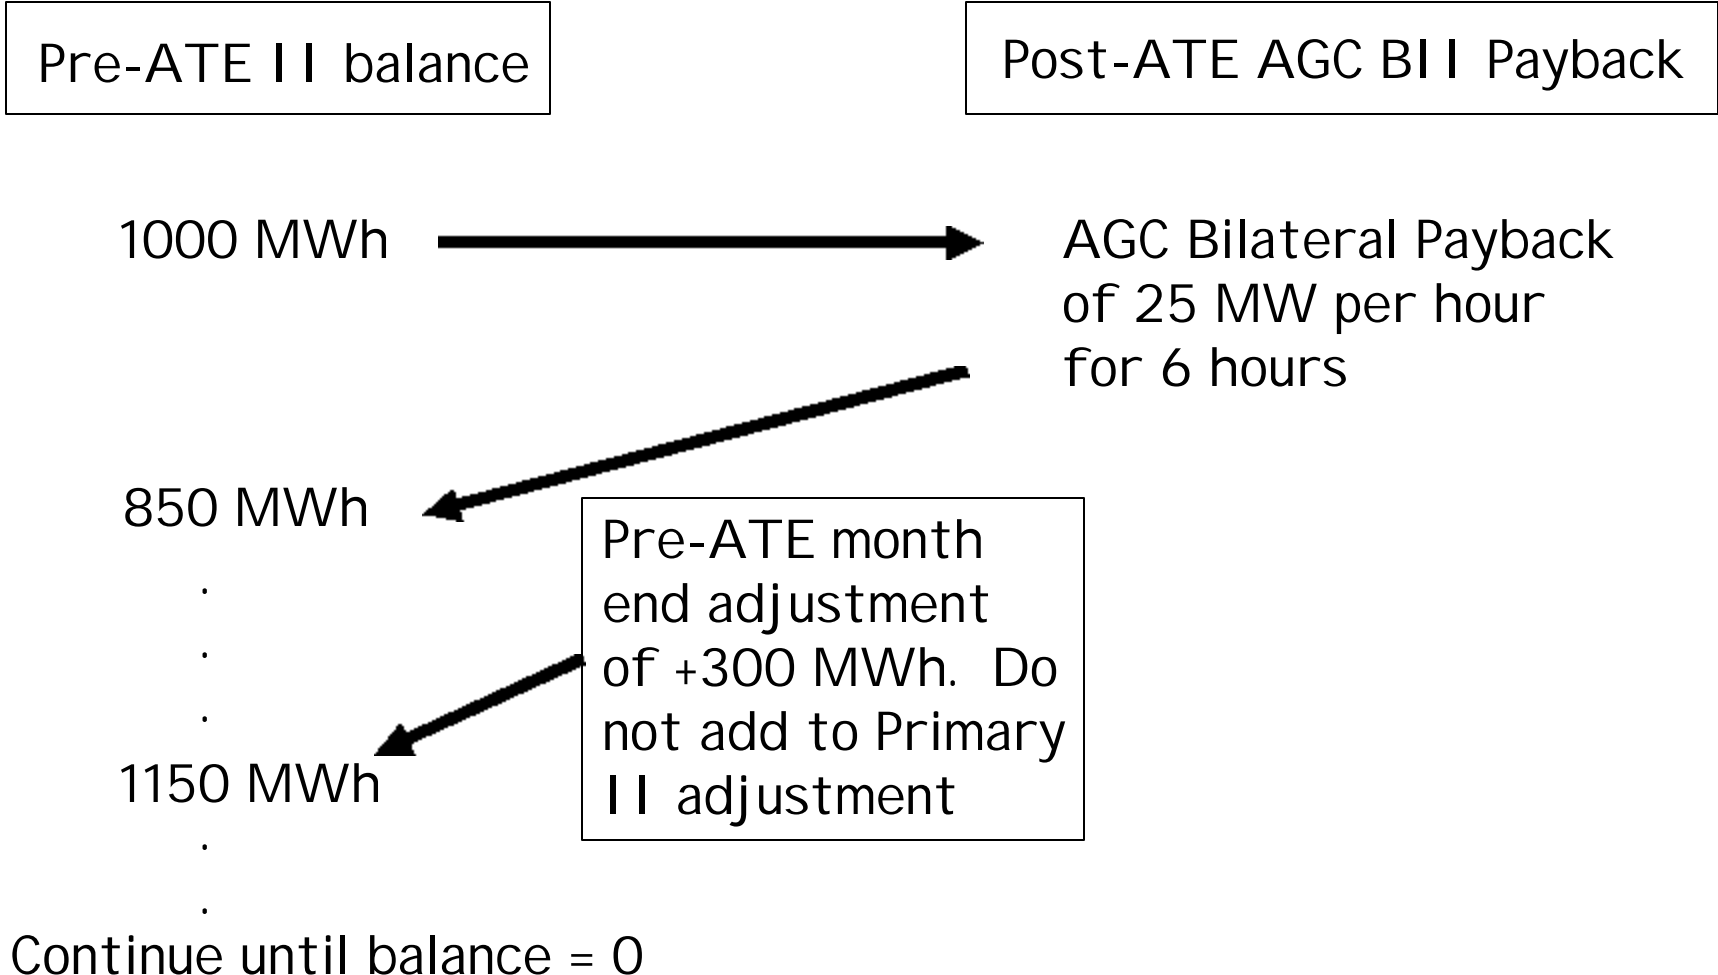 Pre-ATE II balance
Post-ATE AGC BII Payback
1000 MWh
AGC Bilateral Payback
of 25 MW per hour
for 6 hours
850 MWh
.
.
.
Pre-ATE month
end adjustment
of +300 MWh. Do
not add to Primary
II adjustment
1150 MWh
.
.
Continue until balance = 0